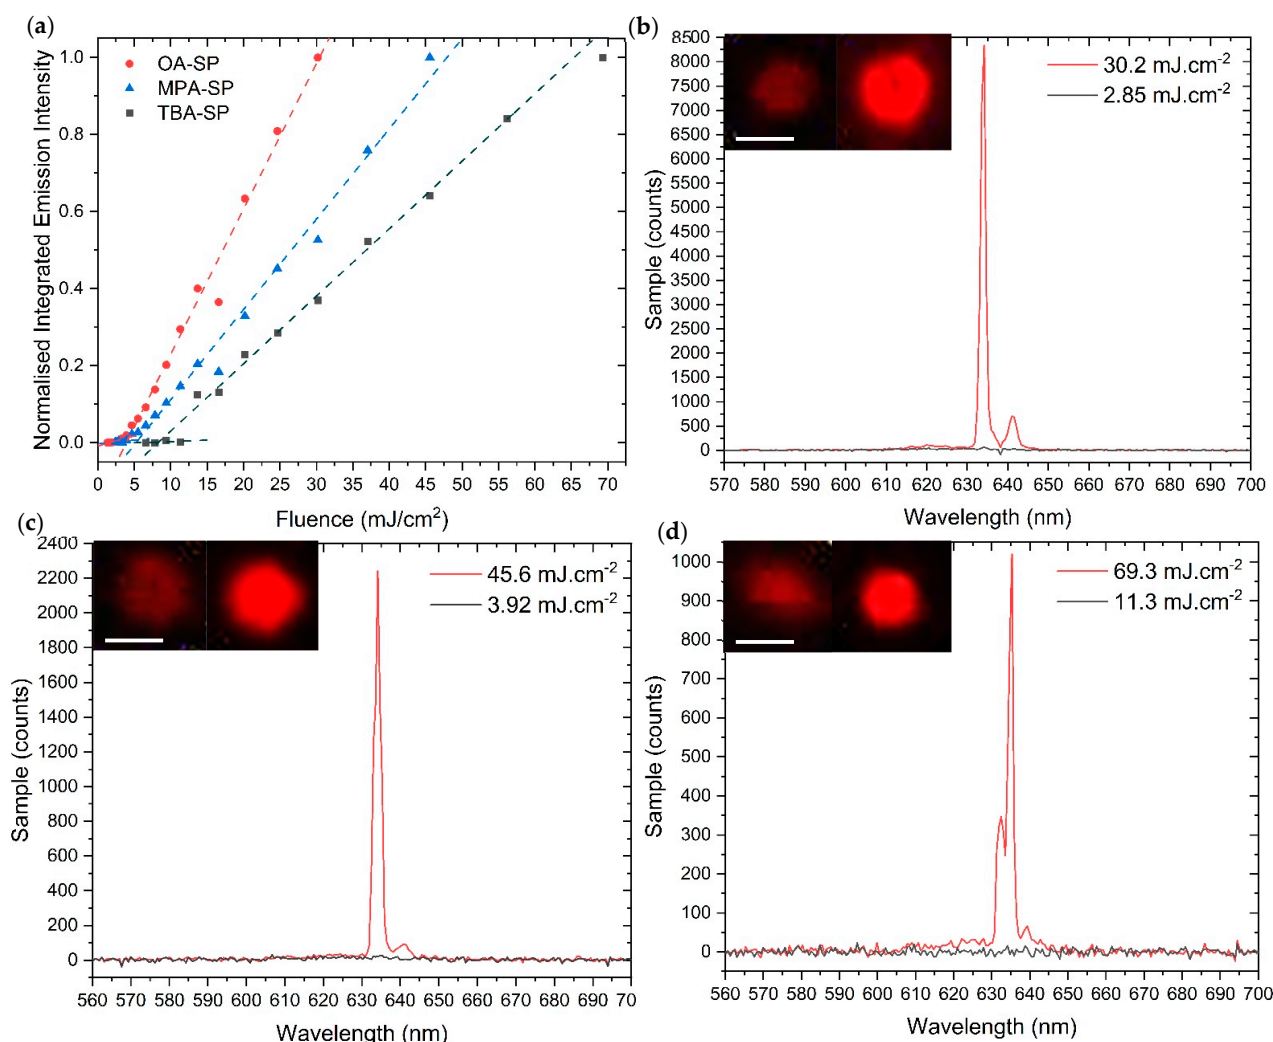 (a)
Normalised Integrated Emission Intensity
1.0
0.8
0.6
0.4
0.2
0.0
OA-SP
MPA-SP
TBA-SP
0 5 10 15 20 25 30 35 40 45 50 55 60 65 70
Fluence (mJ/cm²)
(b)
Sample (counts)
8500
8000
7500
7000
6500
6000
5500
5000
4500
4000
3500
3000
2500
2000
1500
1000
500
0
30.2 mJ.cm⁻²
2.85 mJ.cm⁻²
570 580 590 600 610 620 630 640 650 660 670 680 690 700
Wavelength (nm)
(c)
Sample (counts)
2400
2200
2000
1800
1600
1400
1200
1000
800
600
400
200
0
45.6 mJ.cm⁻²
3.92 mJ.cm⁻²
560 570 580 590 600 610 620 630 640 650 660 670 680 690 70
Wavelength (nm)
(d)
Sample (counts)
1000
900
800
700
600
500
400
300
200
100
0
69.3 mJ.cm⁻²
11.3 mJ.cm⁻²
560 570 580 590 600 610 620 630 640 650 660 670 680 690 700
Wavelength (nm)